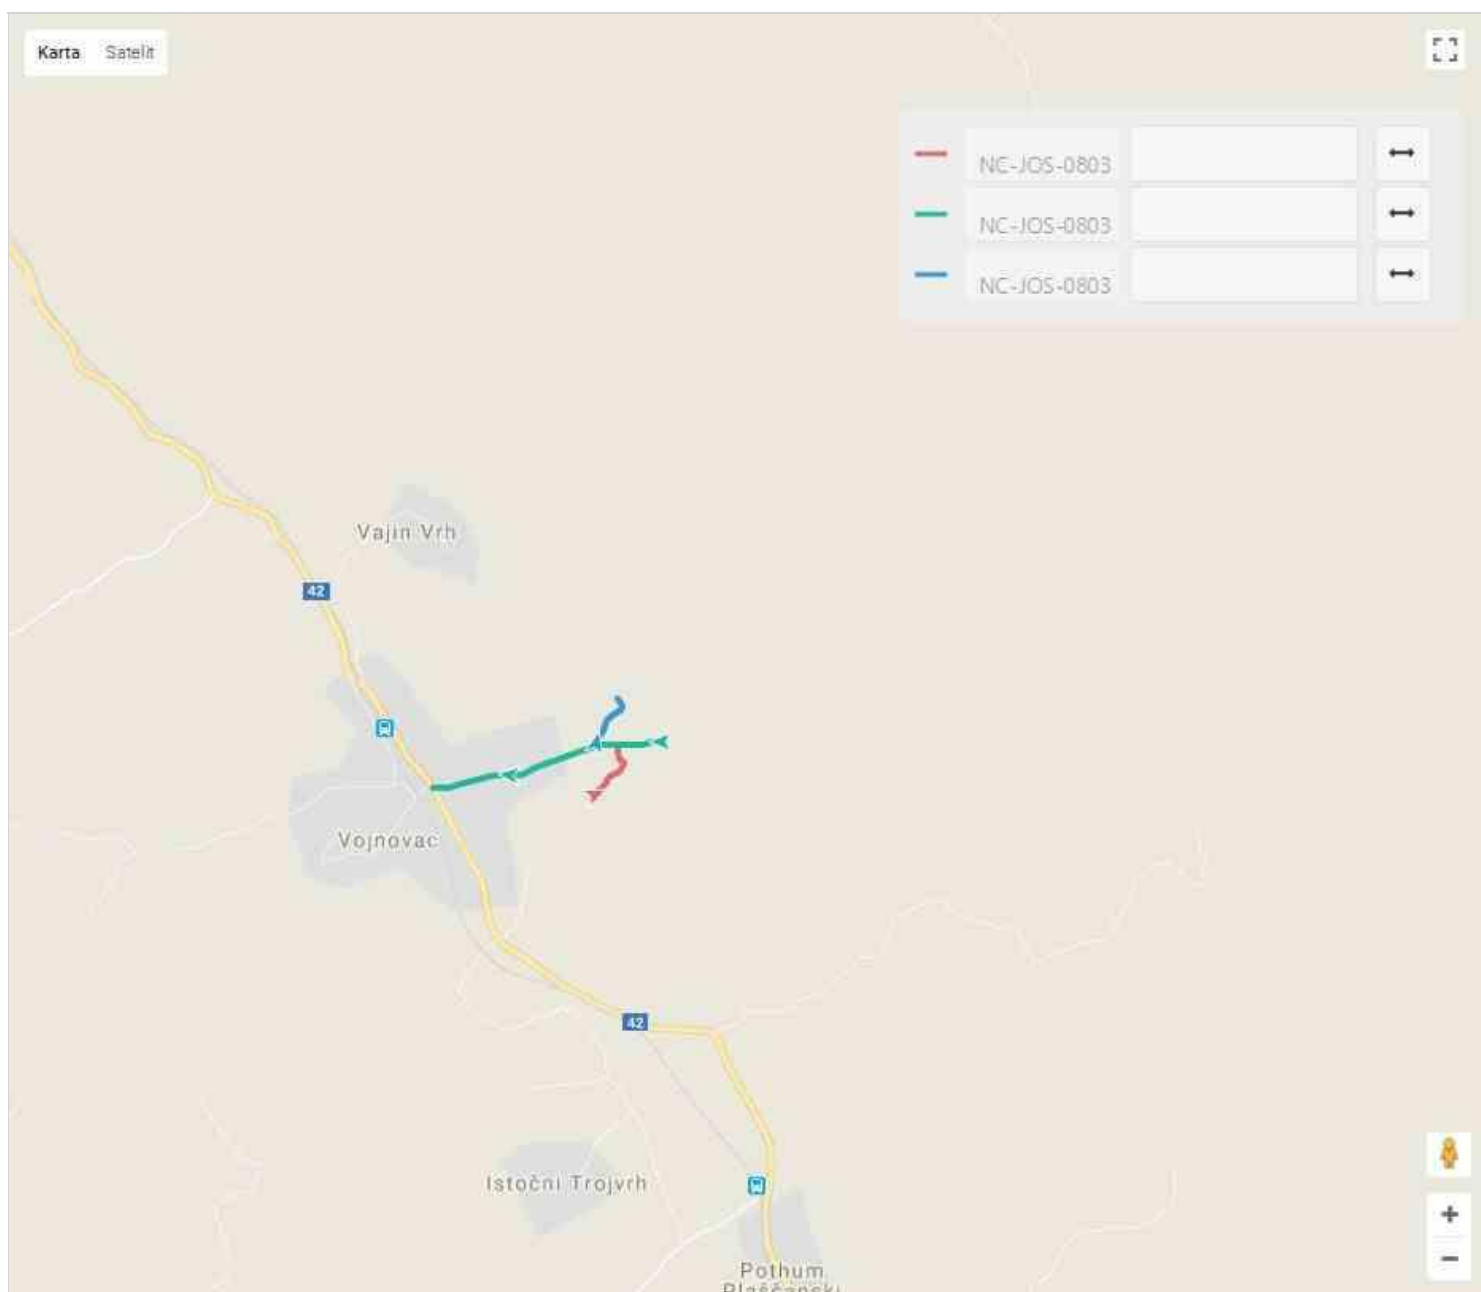 Karta Satelit
NC-JOS-0803
NC-JOS-0803
NC-JOS-0803
Vajin Vrh
42
Vojnovac
42
Istočni Trojvrh
Pothum
Plaščanski